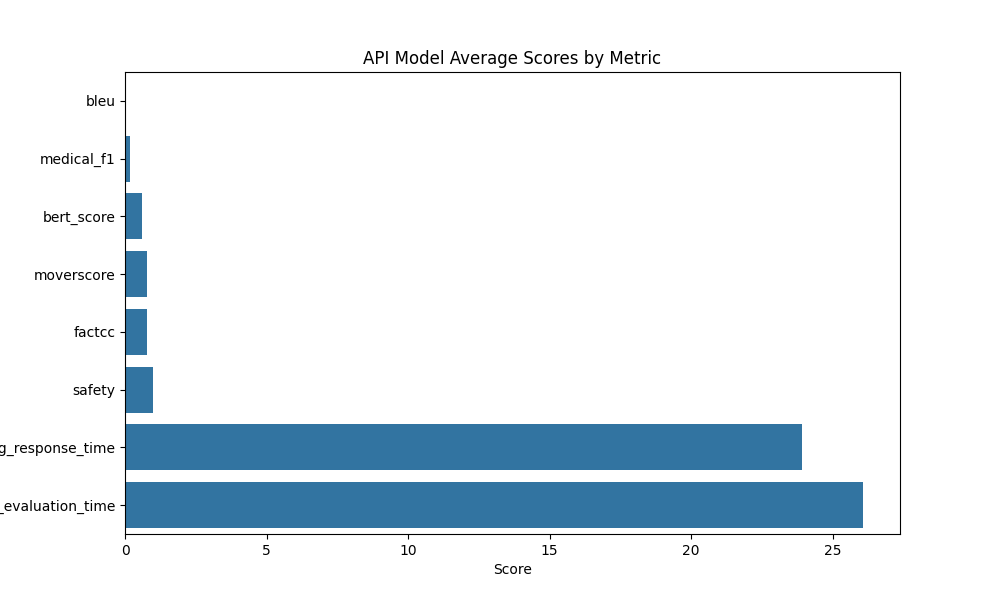 API Model Average Scores by Metric
bleu
medical_f1
bert_score
moverscore
factcc
safety
g_response_time
_evaluation_time
0 5 10 15 20 25
Score